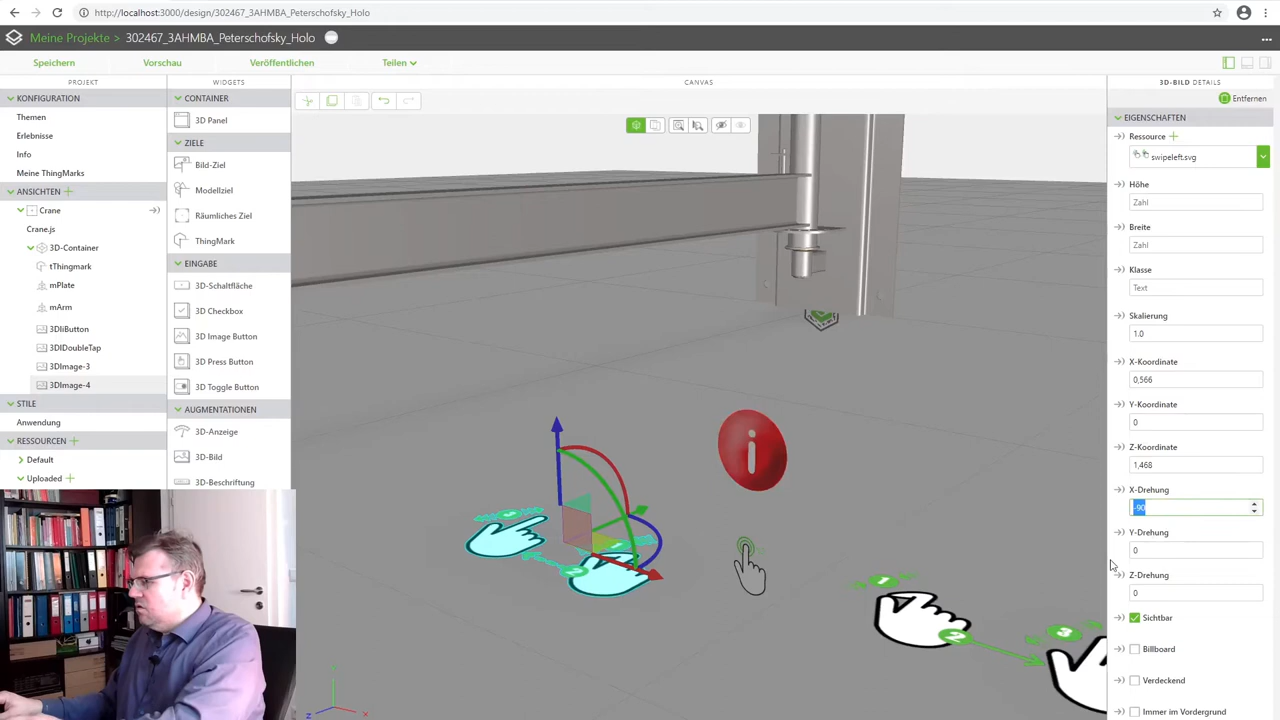 http://localhost:3000/design/302467_3AHMBA_Peterschofsky_Holo
Meine Projekte > 302467_3AHMBA_Peterschofsky_Holo
Speichern
Vorschau
Veröffentlichen
Teilen
PROJEKT
WIDGETS
CANVAS
3D-BILD DETAILS
KONFIGURATION
Themen
Erlebnisse
Info
Meine ThingMarks
ANSICHTEN
Crane
Crane.js
3D-Container
tThingmark
mPlate
mArm
3DIiButton
3DIDoubleTap
3DImage-3
3DImage-4
STILE
Anwendung
RESSOURCEN
Default
Uploaded
CONTAINER
3D Panel
ZIELE
Bild-Ziel
Modellziel
Räumliches Ziel
ThingMark
EINGABE
3D-Schaltfläche
3D Checkbox
3D Image Button
3D Press Button
3D Toggle Button
AUGMENTATIONEN
3D-Anzeige
3D-Bild
3D-Beschriftung
i
2
3
Entfernen
EIGENSCHAFTEN
Ressource
swipeleft.svg
Höhe
Zahl
Breite
Zahl
Klasse
Text
Skalierung
1.0
X-Koordinate
0,566
Y-Koordinate
0
Z-Koordinate
1,468
X-Drehung
-90
Y-Drehung
0
Z-Drehung
0
Sichtbar
Billboard
Verdeckend
Immer im Vordergrund